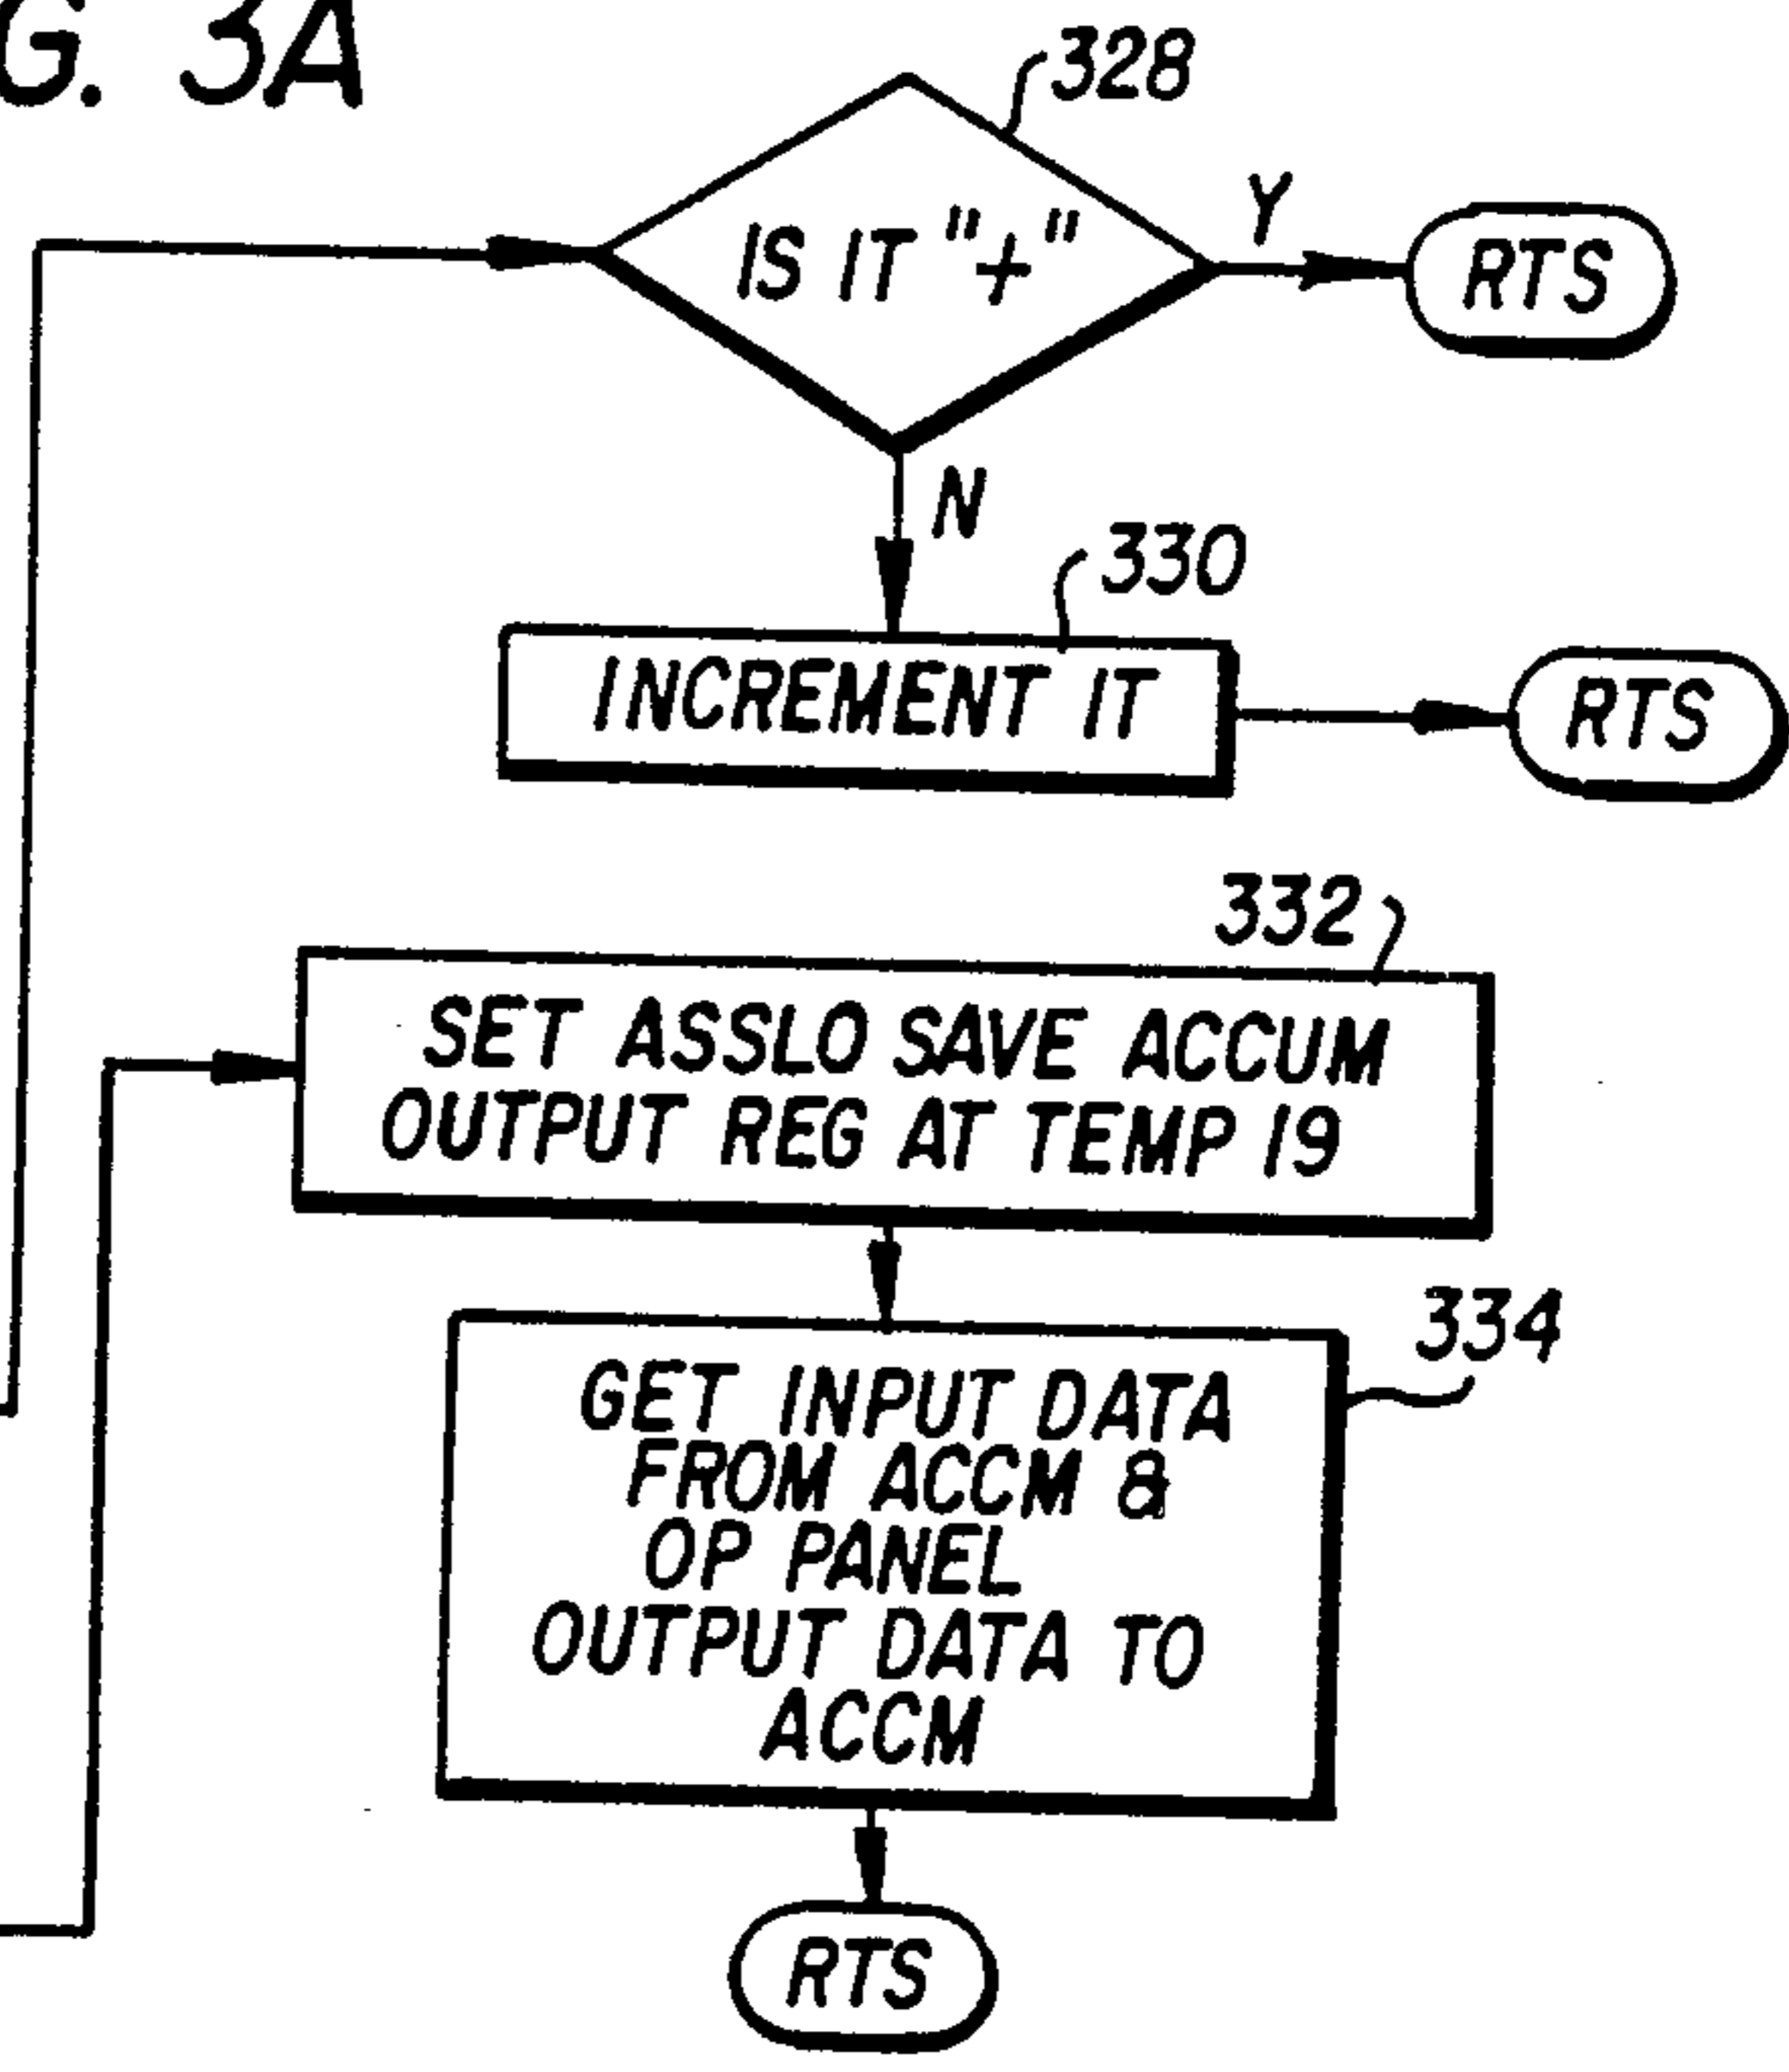 G. 3A
328
IS IT "+"
Y
RTS
N
330
INCREMENT IT
RTS
332
SET ASSLO SAVE ACCUM
OUTPUT REG AT TEMP 19
334
GET INPUT DATA
FROM ACCM &
OP PANEL
OUTPUT DATA TO
ACCM
RTS